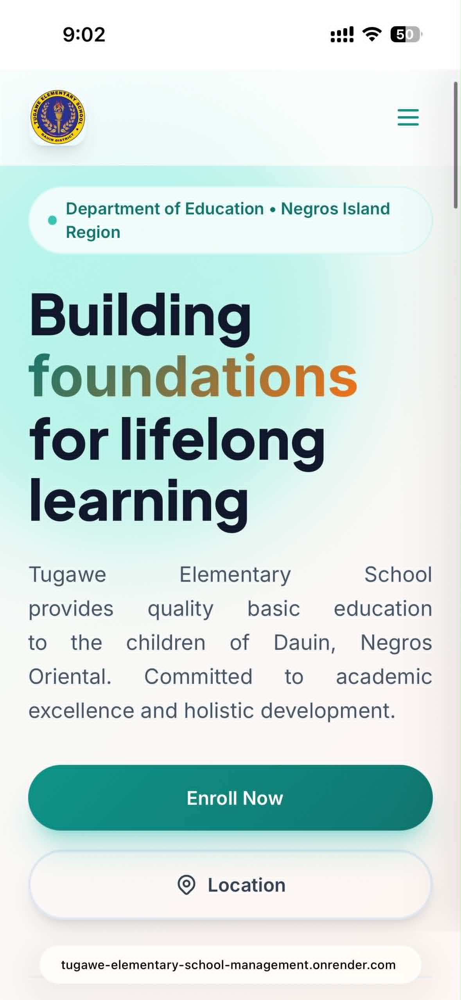 9:02
50
TUGAWE ELEMENTARY SCHOOL
DAUIN DISTRICT
Department of Education • Negros Island
Region
Building
foundations
for lifelong
learning
Tugawe Elementary School
provides quality basic education
to the children of Dauin, Negros
Oriental. Committed to academic
excellence and holistic development.
Enroll Now
Location
tugawe-elementary-school-management.onrender.com